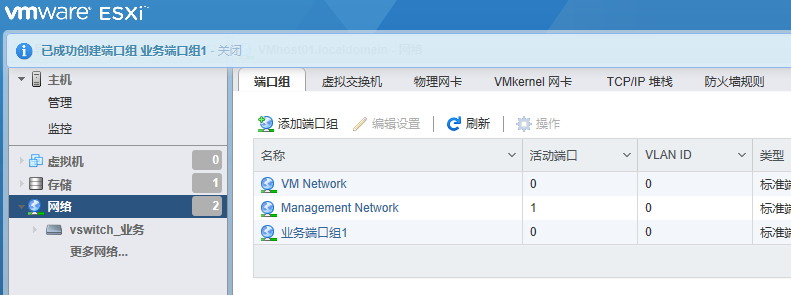 vmware ESXi
已成功创建端口组 业务端口组1 - 关闭
主机
管理
监控
虚拟机 0
存储 1
网络 2
vswitch_业务
更多网络...
端口组 虚拟交换机 物理网卡 VMkernel 网卡 TCP/IP 堆栈 防火墙规则
添加端口组 编辑设置 刷新 操作
名称 活动端口 VLAN ID 类型
VM Network 0 0 标准端
Management Network 1 0 标准端
业务端口组1 0 0 标准端